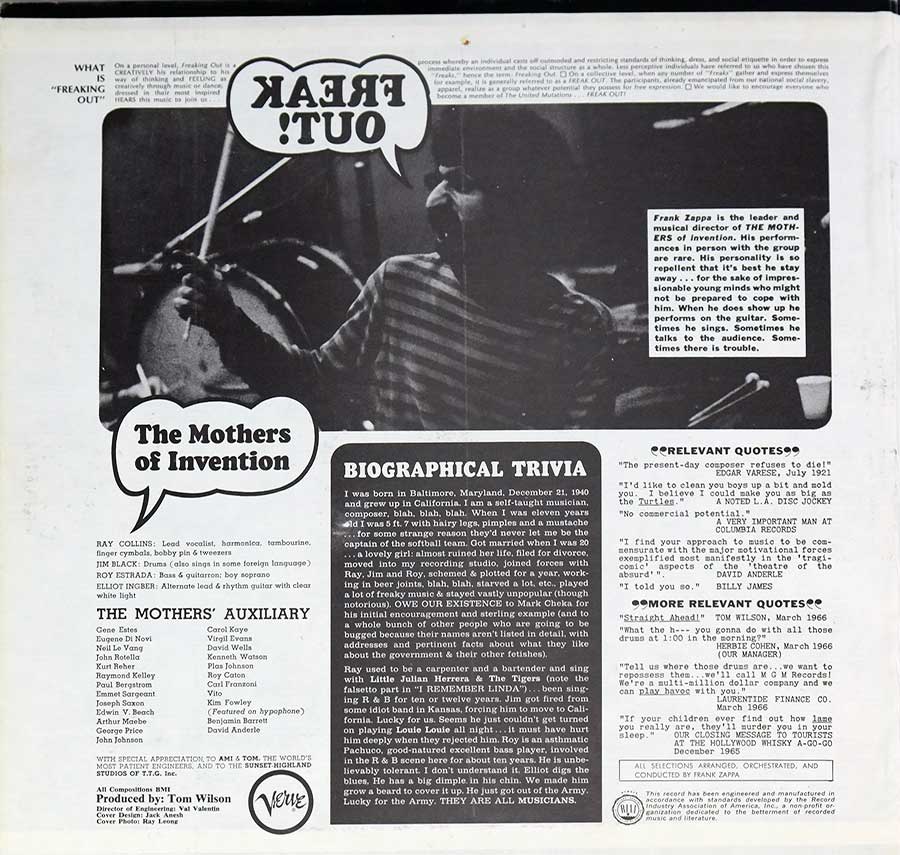 WHAT
IS
"FREAKING
OUT"
On a personal level, Freaking Out is a
process whereby an individual casts off outmoded and restricting standards of thinking, dress, and social etiquette in order to express
CREATIVELY his relationship to his
immediate environment and the social structure as a whole. Less perceptive individuals have referred to us who have chosen this
way of thinking and FEELING as
"Freaks," hence the term: Freaking Out. □ On a collective level, when any number of "Freaks" gather and express themselves
creatively through music or dance,
for example, it is generally referred to as a FREAK OUT. The participants, already emancipated from our national social slavery,
dressed in their most inspired
apparel, realize as a group whatever potential they possess for free expression. □ We would like to encourage everyone who
HEARS this music to join us . . .
become a member of The United Mutations . . . FREAK OUT!
FREAK
OUT!
Frank Zappa is the leader and
musical director of THE MOTH-
ERS of Invention. His perform-
ances in person with the group
are rare. His personality is so
repellent that it's best he stay
away . . . for the sake of impres-
sionable young minds who might
not be prepared to cope with
him. When he does show up he
performs on the guitar. Some-
times he sings. Sometimes he
talks to the audience. Some-
times there is trouble.
The Mothers
of Invention
RAY COLLINS: Lead vocalist, harmonica, tambourine,
finger cymbals, bobby pin & tweezers
JIM BLACK: Drums (also sings in some foreign language)
ROY ESTRADA: Bass & guitarron; boy soprano
ELLIOT INGBER: Alternate lead & rhythm guitar with clear
white light
THE MOTHERS' AUXILIARY
Gene Estes
Eugene Di Novi
Neil Le Vang
John Rotella
Kurt Reher
Raymond Kelley
Paul Bergstrom
Emmet Sargeant
Joseph Saxon
Edwin V. Beach
Arthur Maebe
George Price
John Johnson
Carol Kaye
Virgil Evans
David Wells
Kenneth Watson
Plas Johnson
Roy Caton
Carl Franzoni
Vito
Kim Fowley
(Featured on hypophone)
Benjamin Barrett
David Anderle
WITH SPECIAL APPRECIATION TO AMI & TOM, THE WORLD'S
MOST PATIENT ENGINEERS, AND TO THE SUNSET-HIGHLAND
STUDIOS OF T.T.G. Inc.
All Compositions BMI
Produced by: Tom Wilson
Director of Engineering: Val Valentin
Cover Design: Jack Anesh
Cover Photo: Ray Leong
Verve
BIOGRAPHICAL TRIVIA
I was born in Baltimore, Maryland, December 21, 1940
and grew up in California. I am a self-taught musician,
composer, blah, blah, blah. When I was eleven years
old I was 5 ft. 7 with hairy legs, pimples and a mustache
. . . for some strange reason they'd never let me be the
captain of the softball team. Got married when I was 20
. . . a lovely girl: almost ruined her life, filed for divorce,
moved into my recording studio, joined forces with
Ray, Jim and Roy, schemed & plotted for a year, work-
ing in beer joints, blah, blah, starved a lot, etc., played
a lot of freaky music & stayed vastly unpopular (though
notorious). OWE OUR EXISTENCE to Mark Cheka for
his initial encouragement and sterling example (and to
a whole bunch of other people who are going to be
bugged because their names aren't listed in detail, with
addresses and pertinent facts about what they like
about the government & their other fetishes).
Ray used to be a carpenter and a bartender and sing
with Little Julian Herrera & The Tigers (note the
falsetto part in "I REMEMBER LINDA") . . . been sing-
ing R & B for ten or twelve years. Jim got fired from
some idiot band in Kansas, forcing him to move to Cal-
ifornia. Lucky for us. Seems he just couldn't get turned
on playing Louie Louie all night . . . it must have hurt
him deeply when they rejected him. Roy is an asthmatic
Pachuco, good-natured excellent bass player, involved
in the R & B scene here for about ten years. He is un-
believably tolerant. I don't understand it. Elliot digs the
blues. He has a big dimple in his chin. We made him
grow a beard to cover it up. He just got out of the Army.
Lucky for the Army. THEY ARE ALL MUSICIANS.
RELEVANT QUOTES
"The present-day composer refuses to die!"
EDGAR VARESE, July 1921
"I'd like to clean you boys up a bit and mold
you. I believe I could make you as big as
the Turtles." A NOTED L.A. DISC JOCKEY
"No commercial potential."
A VERY IMPORTANT MAN AT
COLUMBIA RECORDS
"I find your approach to music to be com-
mensurate with the major motivational forces
exemplified most manifestly in the 'tragi-
comic' aspects of the 'theatre of the
absurd'". DAVID ANDERLE
"I told you so." BILLY JAMES
MORE RELEVANT QUOTES
"Straight Ahead!" TOM WILSON, March 1966
"What the h--- you gonna do with all those
drums at 1:00 in the morning?"
HERBIE COHEN, March 1966
(OUR MANAGER)
"Tell us where those drums are...we want to
repossess them...we'll call M G M Records!
We're a multi-million dollar company and we
can play havoc with you."
LAURENTIDE FINANCE CO.
March 1966
"If your children ever find out how lame
you really are, they'll murder you in your
sleep." OUR CLOSING MESSAGE TO TOURISTS
AT THE HOLLYWOOD WHISKY A-GO-GO
December 1965
ALL SELECTIONS ARRANGED, ORCHESTRATED, AND
CONDUCTED BY FRANK ZAPPA
This record has been engineered and manufactured in
accordance with standards developed by the Record
Industry Association of America, Inc., a non-profit or-
ganization dedicated to the betterment of recorded
music and literature.